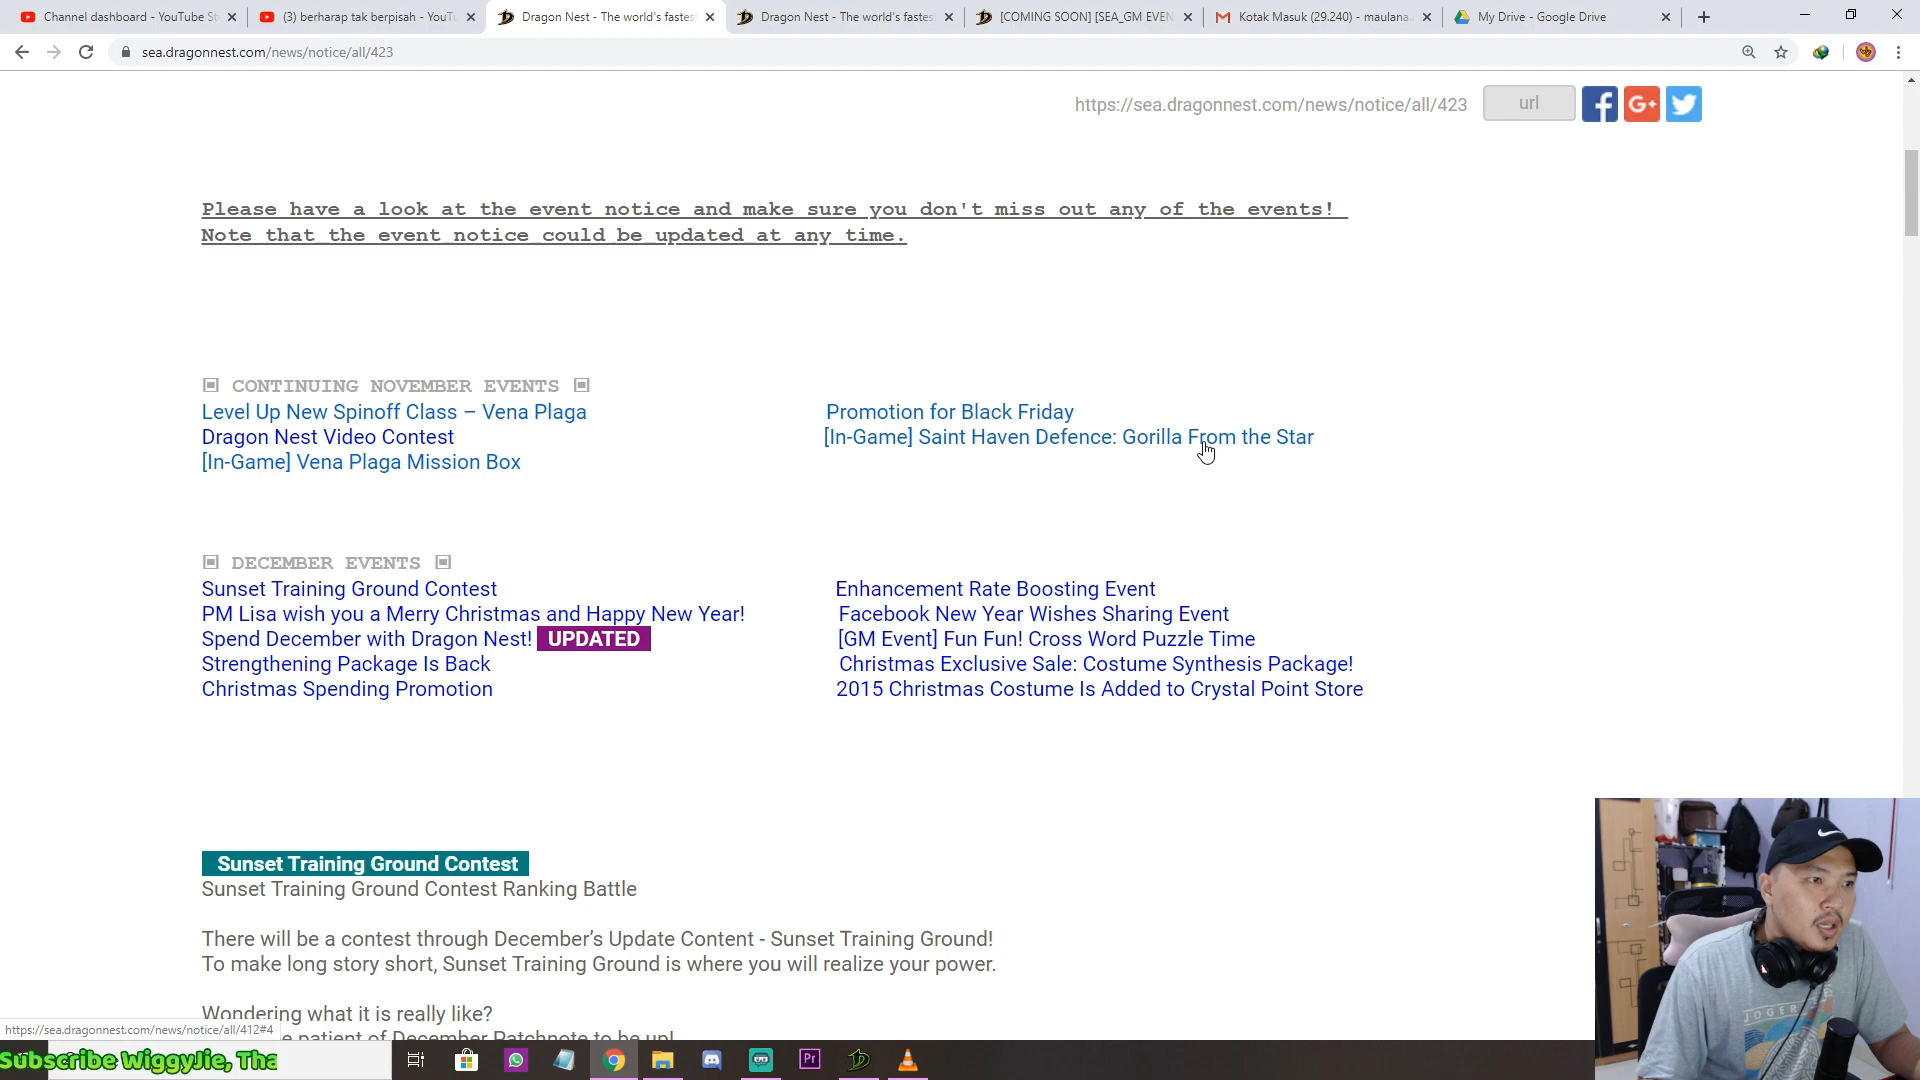 Channel dashboard - YouTube St
(3) berharap tak berpisah - YouTu
Dragon Nest - The world's fastes
Dragon Nest - The world's fastes
[COMING SOON] [SEA_GM EVEN
Kotak Masuk (29.240) - maulana
My Drive - Google Drive
sea.dragonnest.com/news/notice/all/423
https://sea.dragonnest.com/news/notice/all/423
url
Please have a look at the event notice and make sure you don't miss out any of the events!
Note that the event notice could be updated at any time.
CONTINUING NOVEMBER EVENTS
Level Up New Spinoff Class – Vena Plaga
Promotion for Black Friday
Dragon Nest Video Contest
[In-Game] Saint Haven Defence: Gorilla From the Star
[In-Game] Vena Plaga Mission Box
DECEMBER EVENTS
Sunset Training Ground Contest
Enhancement Rate Boosting Event
PM Lisa wish you a Merry Christmas and Happy New Year!
Facebook New Year Wishes Sharing Event
Spend December with Dragon Nest! UPDATED
[GM Event] Fun Fun! Cross Word Puzzle Time
Strengthening Package Is Back
Christmas Exclusive Sale: Costume Synthesis Package!
Christmas Spending Promotion
2015 Christmas Costume Is Added to Crystal Point Store
Sunset Training Ground Contest
Sunset Training Ground Contest Ranking Battle
There will be a contest through December's Update Content - Sunset Training Ground!
To make long story short, Sunset Training Ground is where you will realize your power.
Wondering what it is really like?
e patient of December Patchnote to be up!
https://sea.dragonnest.com/news/notice/all/412#4
Subscribe WiggyJie, Tha
Pr
JOGER